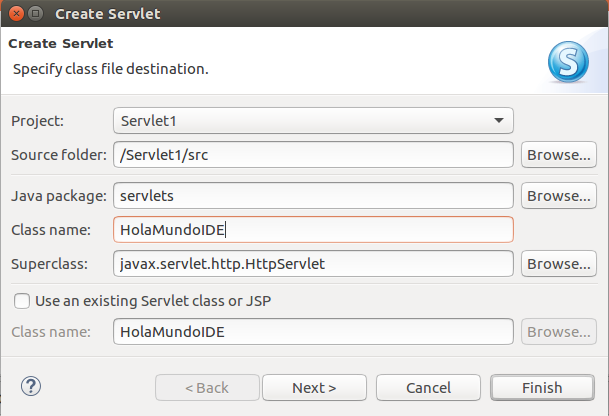 Create Servlet
Create Servlet
Specify class file destination.
S
Project: Servlet1
Source folder: /Servlet1/src Browse...
Java package: servlets Browse...
Class name: HolaMundoIDE
Superclass: javax.servlet.http.HttpServlet Browse...
Use an existing Servlet class or JSP
Class name: HolaMundoIDE Browse...
? < Back Next > Cancel Finish